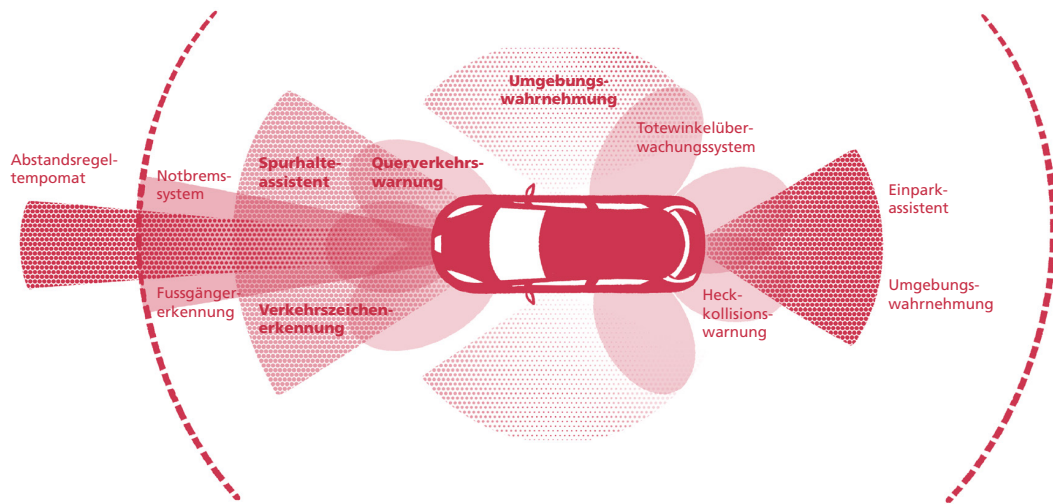 Umgebungs-
wahrnehmung
Totewinkelüber-
wachungssystem
Abstandsregel-
tempomat
Notbrems-
system
Spurhalte-
assistent
Querverkehrs-
warnung
Einpark-
assistent
Fussgänger-
erkennung
Verkehrszeichen-
erkennung
Heck-
kollisions-
warnung
Umgebungs-
wahrnehmung